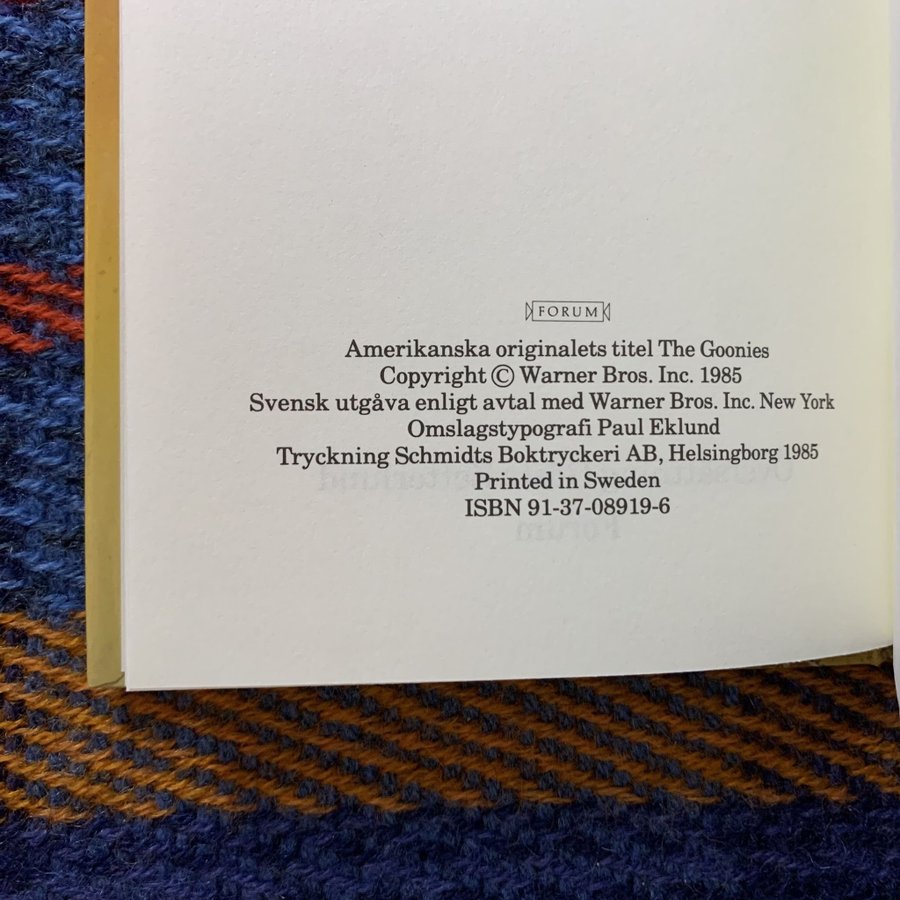 FORUM
Amerikanska originalets titel The Goonies
Copyright © Warner Bros. Inc. 1985
Svensk utgåva enligt avtal med Warner Bros. Inc. New York
Omslagstypografi Paul Eklund
Tryckning Schmidts Boktryckeri AB, Helsingborg 1985
Printed in Sweden
ISBN 91-37-08919-6